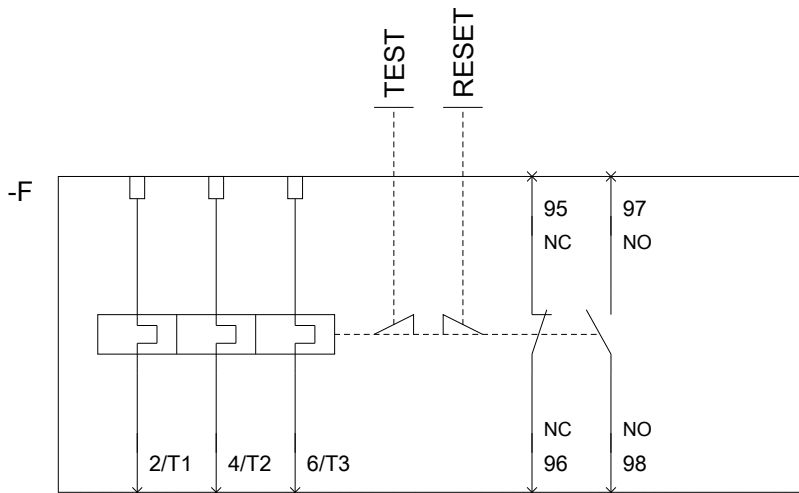 TEST
RESET
-F
95 97
NC NO
NC NO
2/T1 4/T2 6/T3 96 98